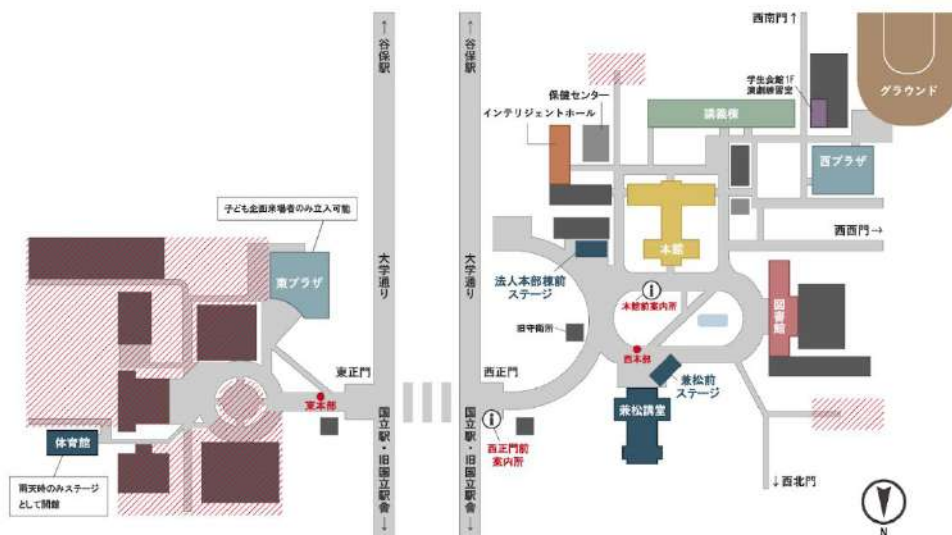 西南門↑
グラウンド
学生会館1F
演劇練習室
保健センター
インテリジェントホール
講義棟
西プラザ
←谷保駅
←谷保駅
大学通り
大学通り
国立駅・旧国立駅舎→
国立駅・旧国立駅舎→
子ども企画来場者のみ立入可能
東プラザ
本館
西西門→
法人本部棟前
ステージ
本館前案内所
図書館
旧守衛所
西本部
兼松前
ステージ
兼松講堂
東正門
西正門
東本部
西正門前
案内所
体育館
雨天時のみステージ
として開館
↓西北門
N